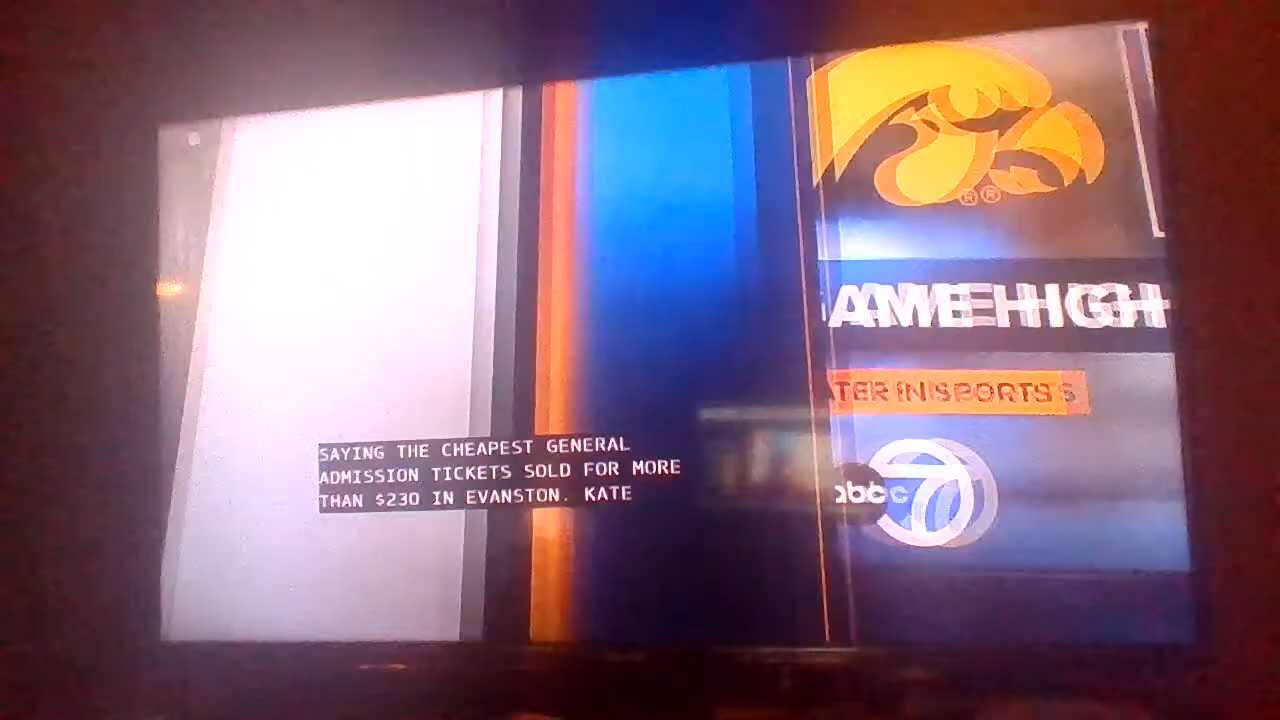 ® ®
AME HIGH
ATER IN SPORTS
SAYING THE CHEAPEST GENERAL
ADMISSION TICKETS SOLD FOR MORE
THAN $230 IN EVANSTON. KATE
abc 7